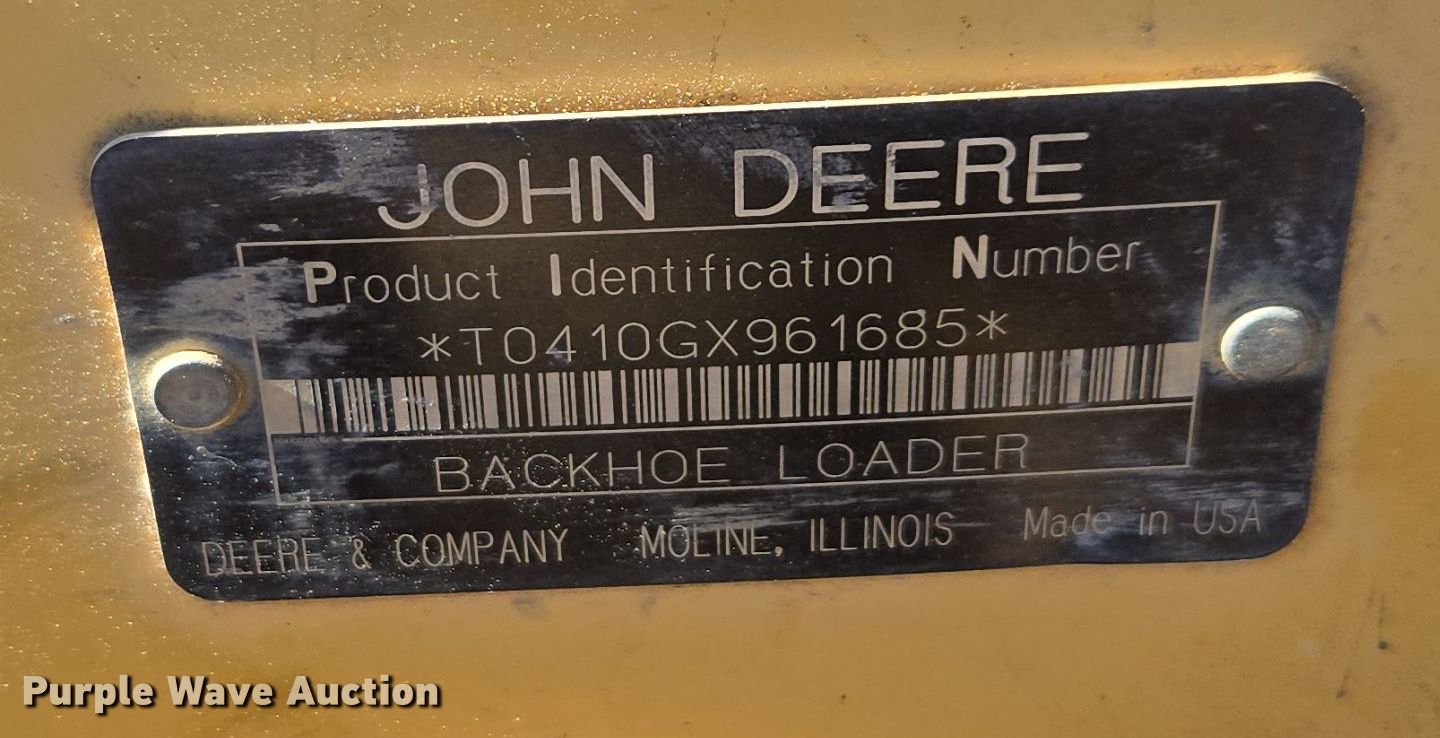 JOHN DEERE
Product Identification Number
*T0410GX961685*
BACKHOE LOADER
DEERE & COMPANY MOLINE, ILLINOIS Made in USA
Purple Wave Auction